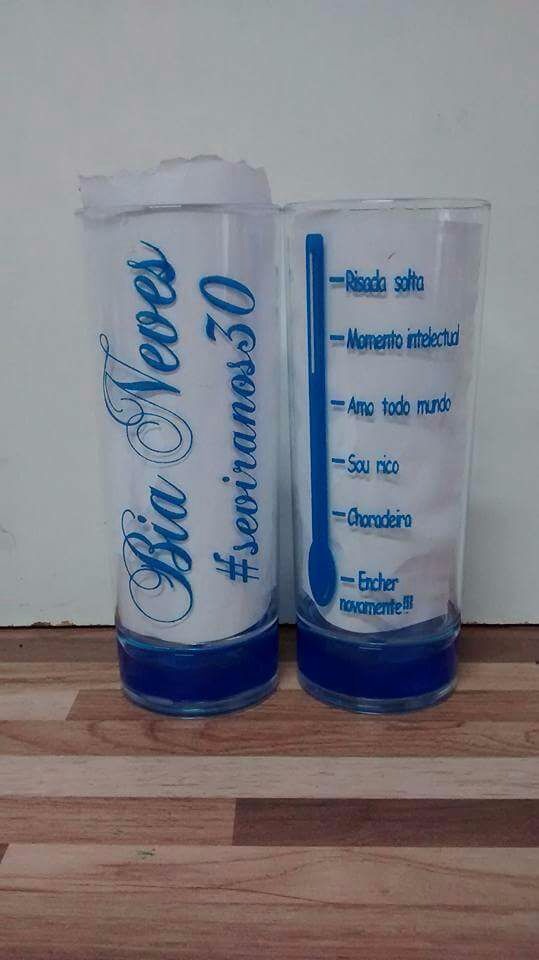 Bia Neves
#seviranos30
Risada solta
Momento intelectual
Amo todo mundo
Sou rico
Choradeira
Encher
novamente!!!